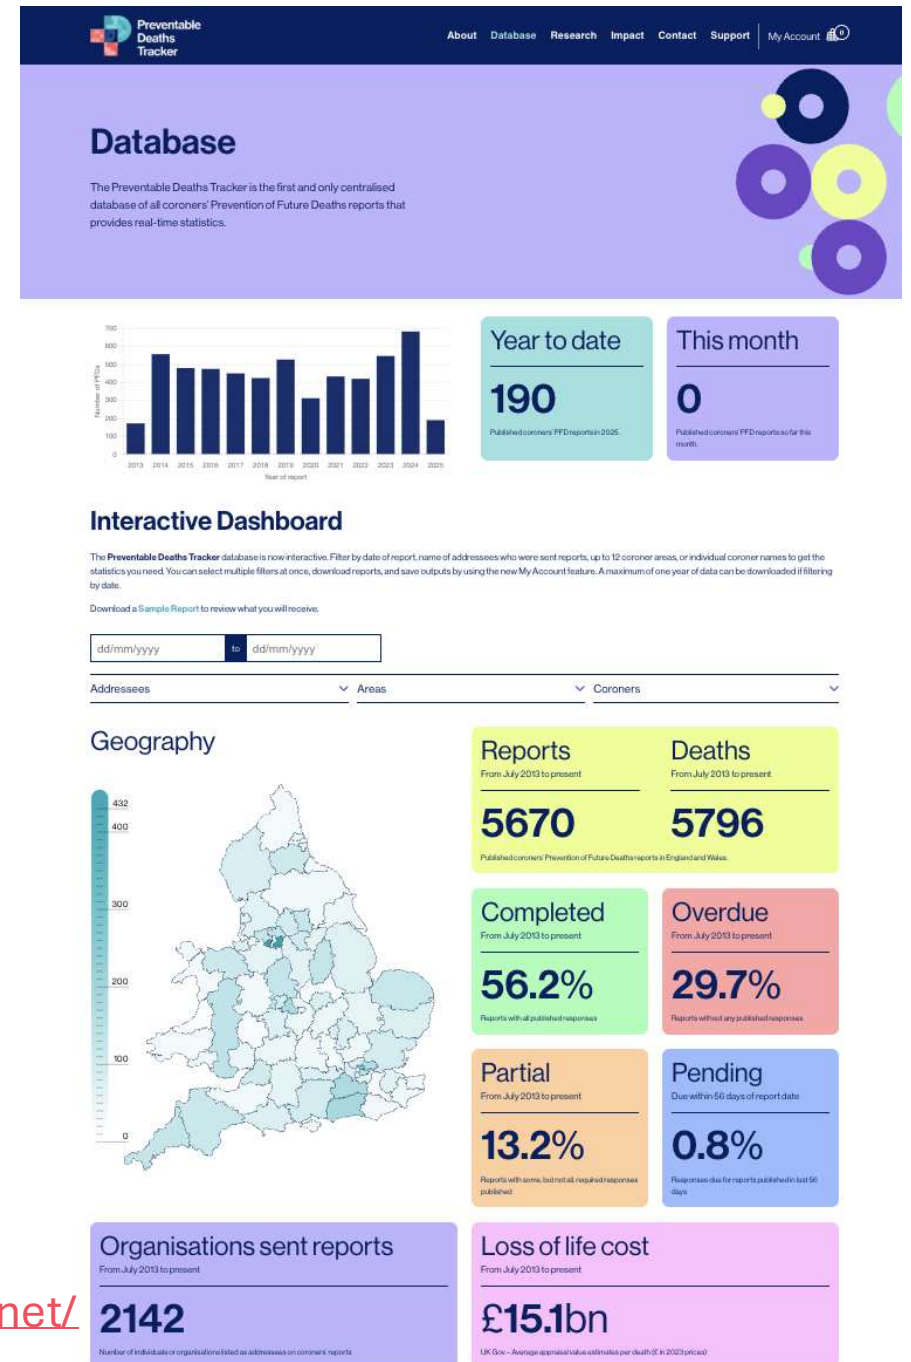 Preventable
Deaths
Tracker
About Database Research Impact Contact Support My Account 0
Database
The Preventable Deaths Tracker is the first and only centralised
database of all coroners' Prevention of Future Deaths reports that
provides real-time statistics.
700
600
500
400
300
200
100
0
Number of PFDs
2013 2014 2015 2016 2017 2018 2019 2020 2021 2022 2023 2024 2025
Year of report
Year to date
190
Published coroners' PFD reports in 2025.
This month
0
Published coroners' PFD reports so far this
month.
Interactive Dashboard
The Preventable Deaths Tracker database is now interactive. Filter by date of report, name of addressees who were sent reports, up to 12 coroner areas, or individual coroner names to get the
statistics you need. You can select multiple filters at once, download reports, and save outputs by using the new My Account feature. A maximum of one year of data can be downloaded if filtering
by date.
Download a Sample Report to review what you will receive.
dd/mm/yyyy to dd/mm/yyyy
Addressees Areas Coroners
Geography
432
400
300
200
100
0
Reports
From July 2013 to present
5670
Deaths
From July 2013 to present
5796
Published coroners' Prevention of Future Deaths reports in England and Wales.
Completed
From July 2013 to present
56.2%
Reports with all published responses
Overdue
From July 2013 to present
29.7%
Reports without any published responses
Partial
From July 2013 to present
13.2%
Reports with some, but not all, required responses
published
Pending
Due within 56 days of report date
0.8%
Responses due for reports published in last 56
days
Organisations sent reports
From July 2013 to present
2142
Number of individuals or organisations listed as addressees on coroners' reports
Loss of life cost
From July 2013 to present
£15.1bn
UK Gov – Average appraisal value estimates per death (£ in 2023 prices)
net/